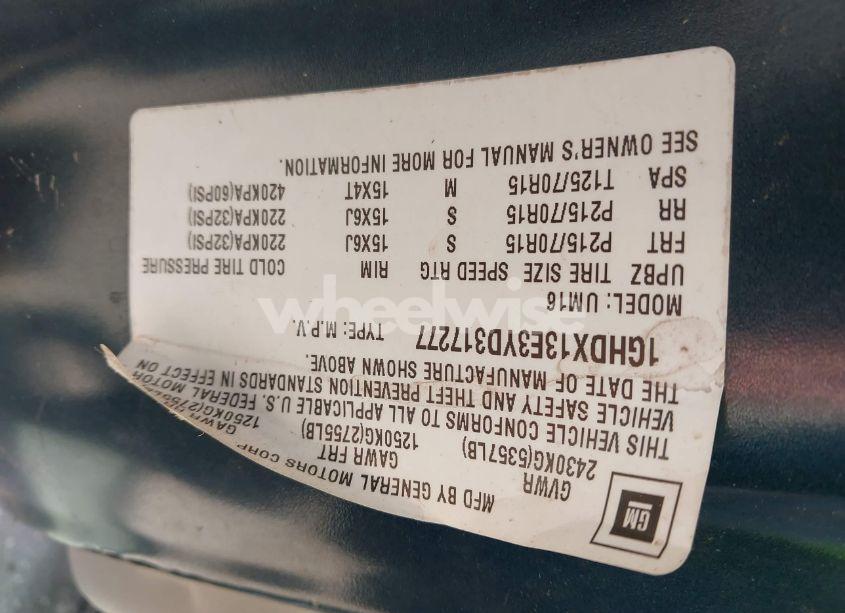 GM
MFD BY GENERAL MOTORS CORP
GVWR GAWR FRT GAWR
2430KG(5357LB) 1250KG(2755LB) 1250KG(2755
THIS VEHICLE CONFORMS TO ALL APPLICABLE U.S. FEDERAL MOTOR
VEHICLE SAFETY AND THEFT PREVENTION STANDARDS IN EFFECT ON
THE DATE OF MANUFACTURE SHOWN ABOVE.
1GHDX13E3YD317277 TYPE: M.P.V.
MODEL: UM16
UPBZ TIRE SIZE SPEED RTG RIM COLD TIRE PRESSURE
FRT P215/70R15 S 15X6J 220KPA(32PSI)
RR P215/70R15 S 15X6J 220KPA(32PSI)
SPA T125/70R15 M 15X4T 420KPA(60PSI)
SEE OWNER'S MANUAL FOR MORE INFORMATION.
wheelwise